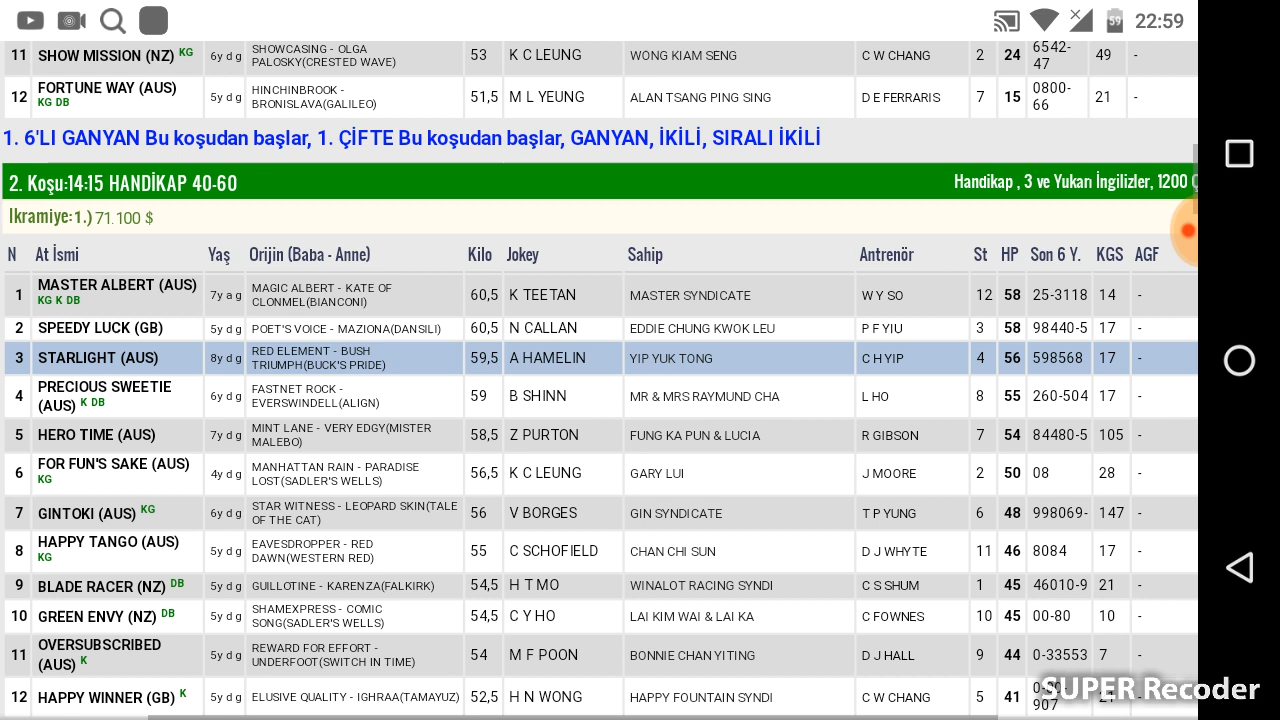 59 22:59
11 SHOW MISSION (NZ) KG 6y d g SHOWCASING - OLGA PALOSKY(CRESTED WAVE) 53 K C LEUNG WONG KIAM SENG C W CHANG 2 24 6542-47 49 -
12 FORTUNE WAY (AUS) KG DB 5y d g HINCHINBROOK - BRONISLAVA(GALILEO) 51,5 M L YEUNG ALAN TSANG PING SING D E FERRARIS 7 15 0800-66 21 -
1. 6'LI GANYAN Bu koşudan başlar, 1. ÇİFTE Bu koşudan başlar, GANYAN, İKİLİ, SIRALI İKİLİ
2. Koşu:14:15 HANDİKAP 40-60 Handikap , 3 ve Yukarı İngilizler, 1200
Ikramiye:1.) 71.100 $
N At İsmi Yaş Orijin (Baba - Anne) Kilo Jokey Sahip Antrenör St HP Son 6 Y. KGS AGF
1 MASTER ALBERT (AUS) KG K DB 7y a g MAGIC ALBERT - KATE OF CLONMEL(BIANCONI) 60,5 K TEETAN MASTER SYNDICATE W Y SO 12 58 25-3118 14 -
2 SPEEDY LUCK (GB) 5y d g POET'S VOICE - MAZIONA(DANSILI) 60,5 N CALLAN EDDIE CHUNG KWOK LEU P F YIU 3 58 98440-5 17 -
3 STARLIGHT (AUS) 8y d g RED ELEMENT - BUSH TRIUMPH(BUCK'S PRIDE) 59,5 A HAMELIN YIP YUK TONG C H YIP 4 56 598568 17 -
4 PRECIOUS SWEETIE (AUS) K DB 6y d g FASTNET ROCK - EVERSWINDELL(ALIGN) 59 B SHINN MR & MRS RAYMUND CHA L HO 8 55 260-504 17 -
5 HERO TIME (AUS) 7y d g MINT LANE - VERY EDGY(MISTER MALEBO) 58,5 Z PURTON FUNG KA PUN & LUCIA R GIBSON 7 54 84480-5 105 -
6 FOR FUN'S SAKE (AUS) KG 4y d g MANHATTAN RAIN - PARADISE LOST(SADLER'S WELLS) 56,5 K C LEUNG GARY LUI J MOORE 2 50 08 28 -
7 GINTOKI (AUS) KG 6y d g STAR WITNESS - LEOPARD SKIN(TALE OF THE CAT) 56 V BORGES GIN SYNDICATE T P YUNG 6 48 998069- 147 -
8 HAPPY TANGO (AUS) KG 5y d g EAVESDROPPER - RED DAWN(WESTERN RED) 55 C SCHOFIELD CHAN CHI SUN D J WHYTE 11 46 8084 17 -
9 BLADE RACER (NZ) DB 5y d g GUILLOTINE - KARENZA(FALKIRK) 54,5 H T MO WINALOT RACING SYNDI C S SHUM 1 45 46010-9 21 -
10 GREEN ENVY (NZ) DB 5y d g SHAMEXPRESS - COMIC SONG(SADLER'S WELLS) 54,5 C Y HO LAI KIM WAI & LAI KA C FOWNES 10 45 00-80 10 -
11 OVERSUBSCRIBED (AUS) K 5y d g REWARD FOR EFFORT - UNDERFOOT(SWITCH IN TIME) 54 M F POON BONNIE CHAN YITING D J HALL 9 44 0-33553 7 -
12 HAPPY WINNER (GB) K 5y d g ELUSIVE QUALITY - IGHRAA(TAMAYUZ) 52,5 H N WONG HAPPY FOUNTAIN SYNDI C W CHANG 5 41 907 -
SUPER Recoder